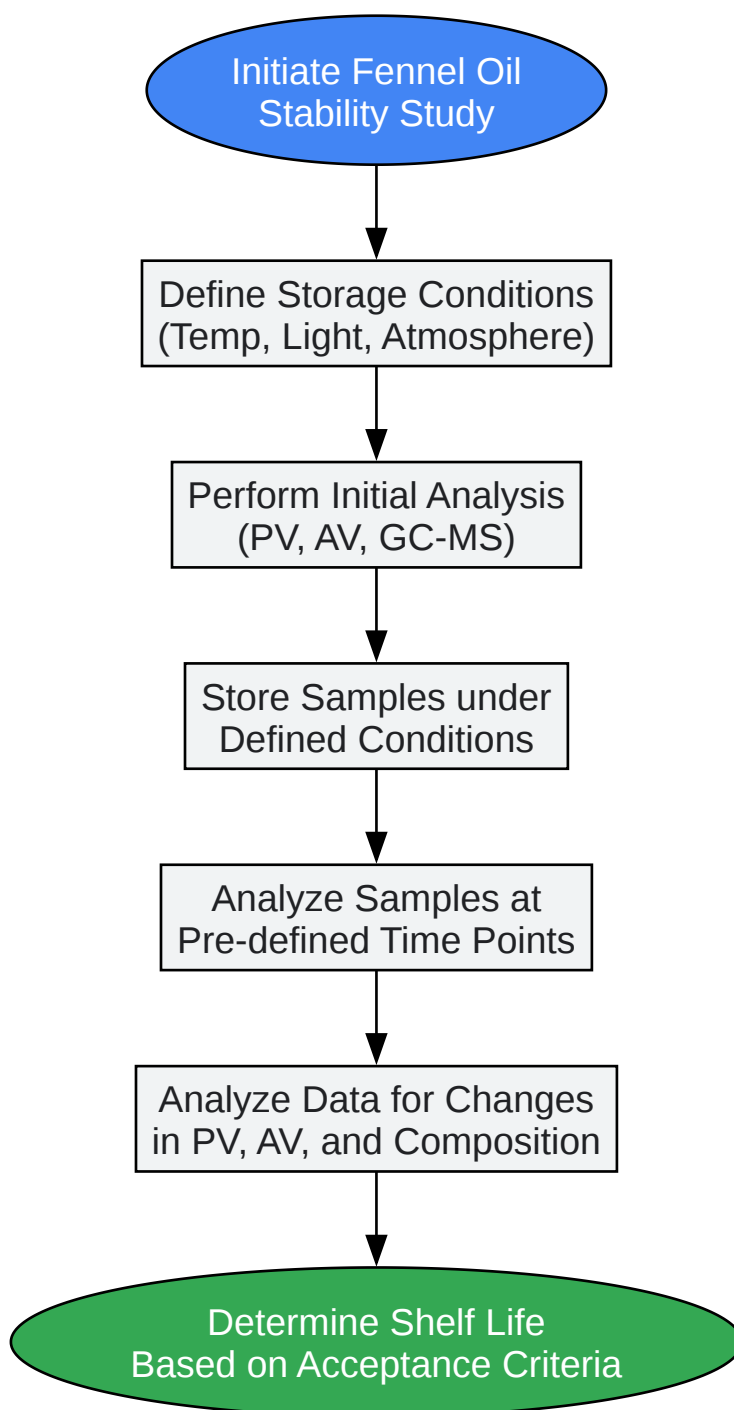 Initiate Fennel Oil
Stability Study
Define Storage Conditions
(Temp, Light, Atmosphere)
Perform Initial Analysis
(PV, AV, GC-MS)
Store Samples under
Defined Conditions
Analyze Samples at
Pre-defined Time Points
Analyze Data for Changes
in PV, AV, and Composition
Determine Shelf Life
Based on Acceptance Criteria